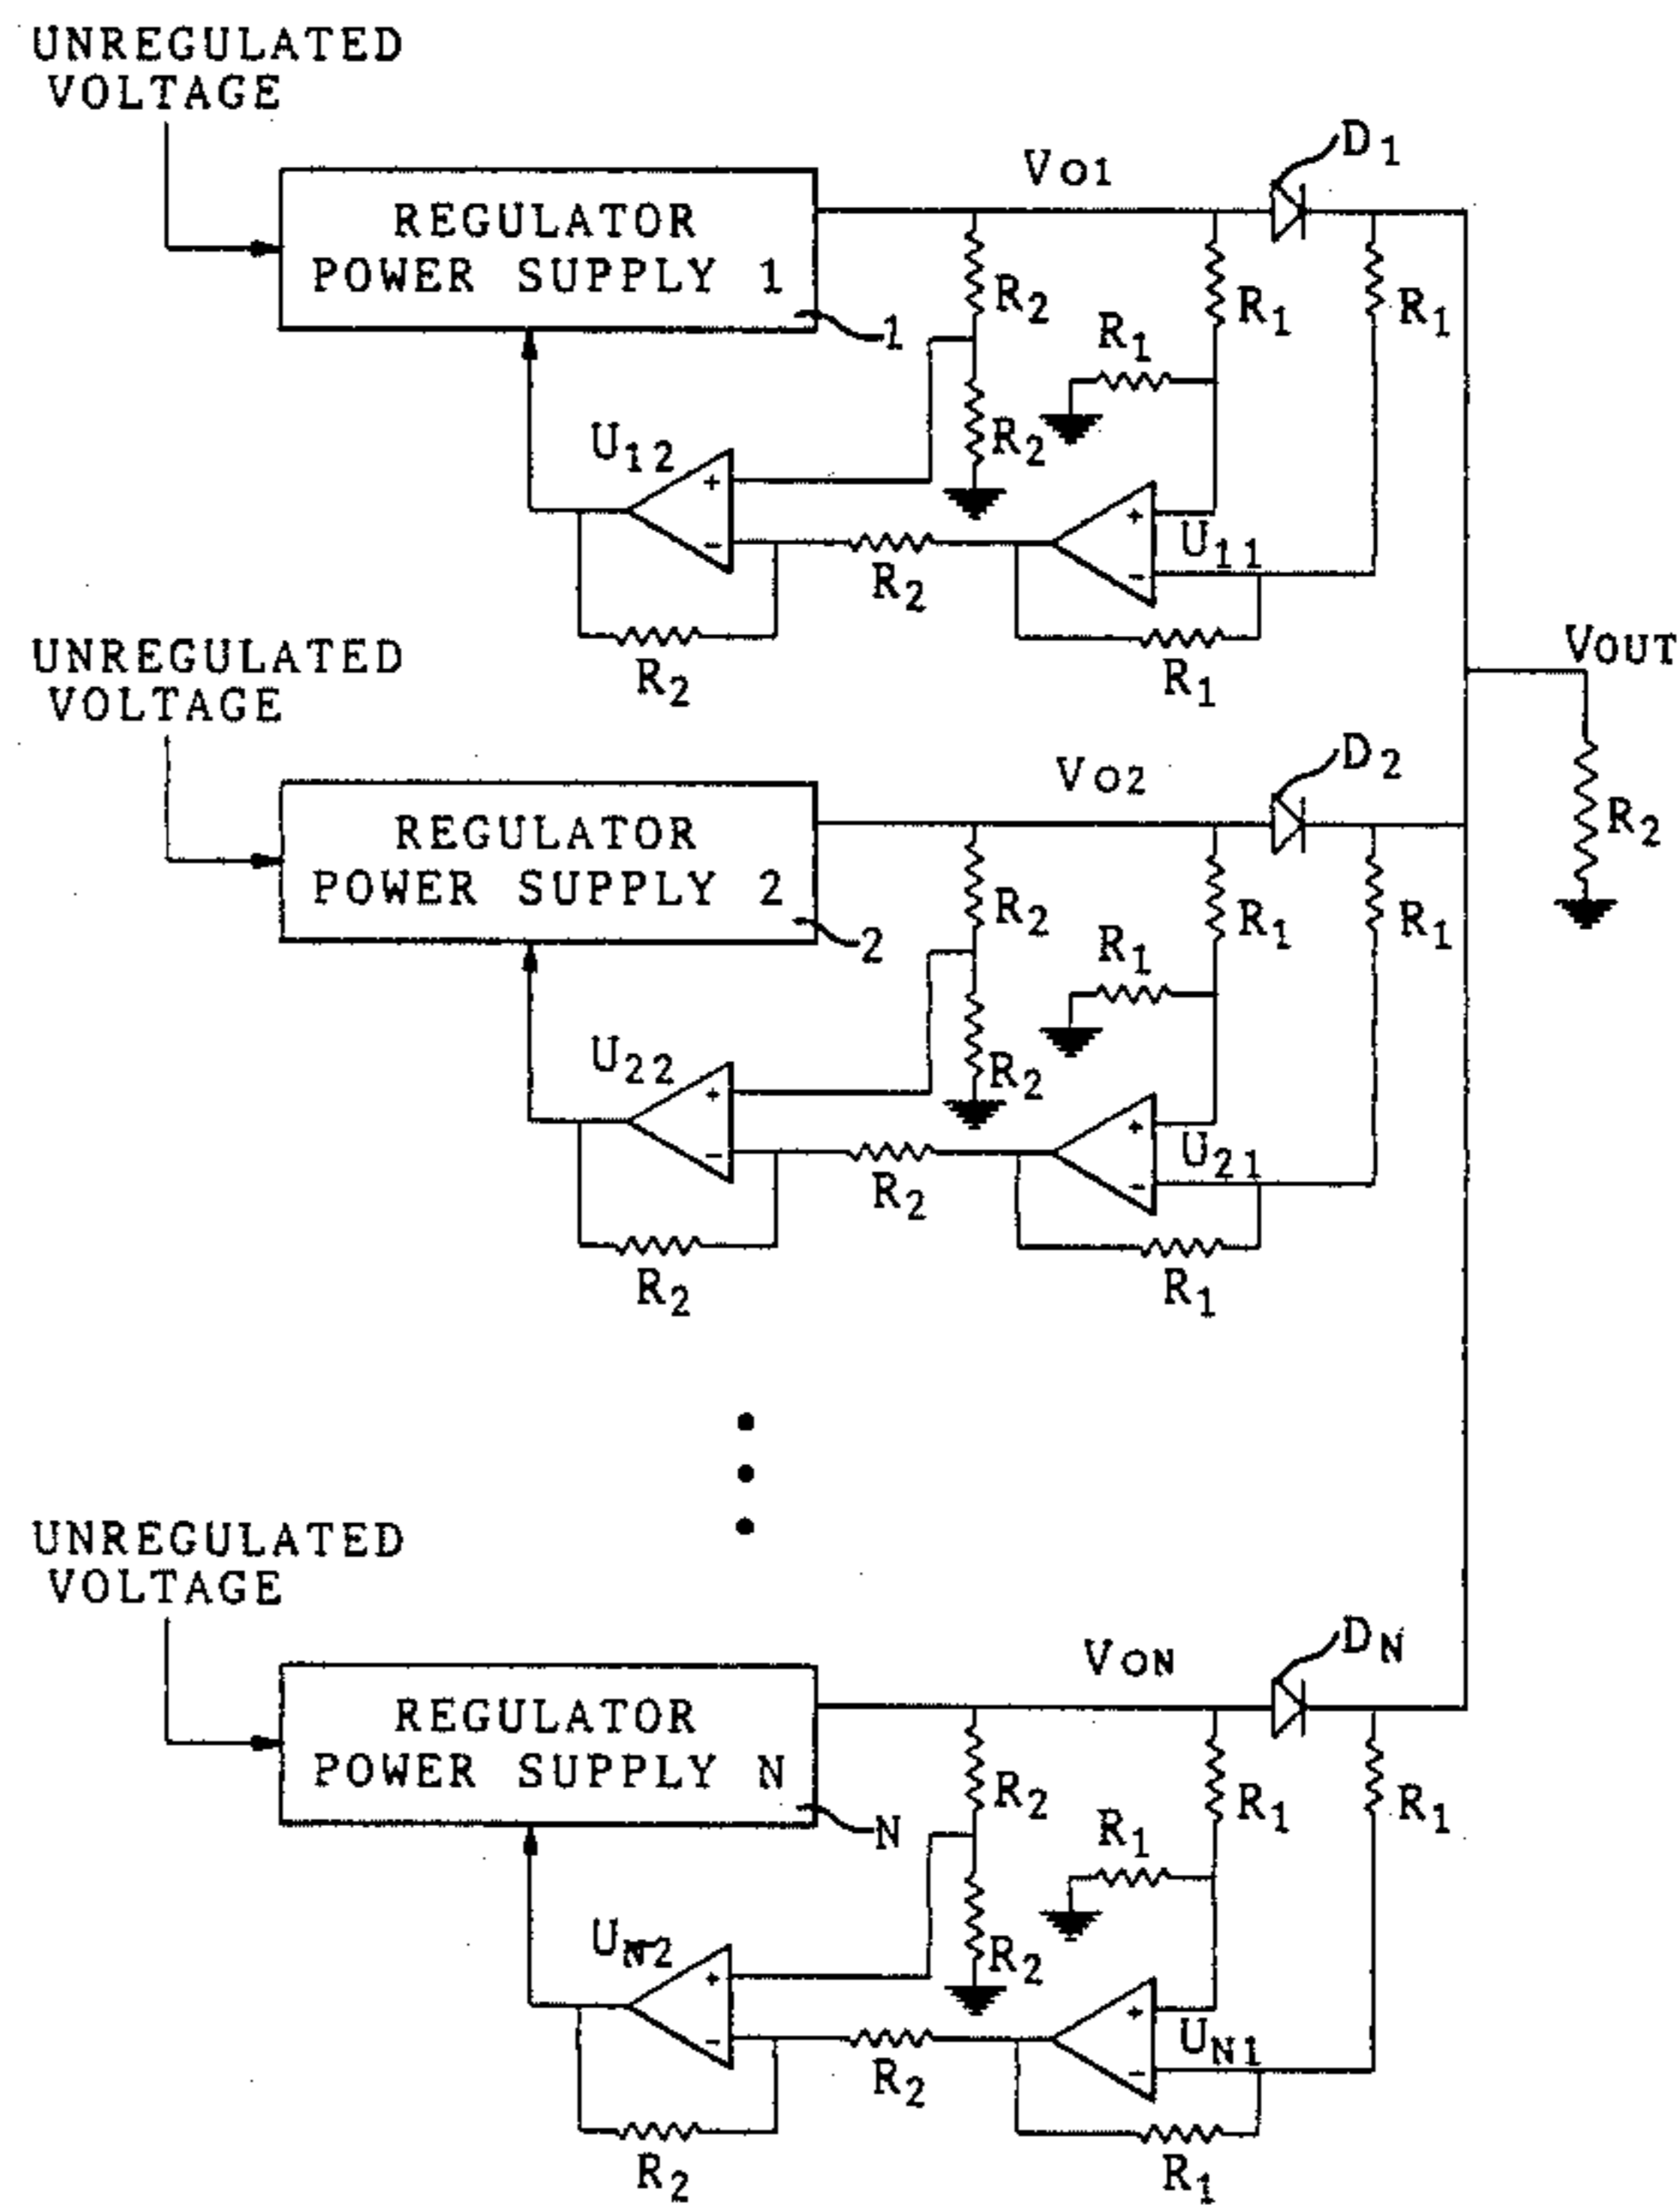 UNREGULATED
VOLTAGE
REGULATOR
POWER SUPPLY 1
1
VO1
D1
R2
R1
R1
R1
R2
U12
+
-
R2
+
-
U11
R2
R1
VOUT
R2
UNREGULATED
VOLTAGE
REGULATOR
POWER SUPPLY 2
2
VO2
D2
R2
R1
R1
R1
R2
U22
+
-
R2
+
-
U21
R2
R1
UNREGULATED
VOLTAGE
REGULATOR
POWER SUPPLY N
N
VON
DN
R2
R1
R1
R1
R2
UN2
+
-
R2
+
-
UN1
R2
R1